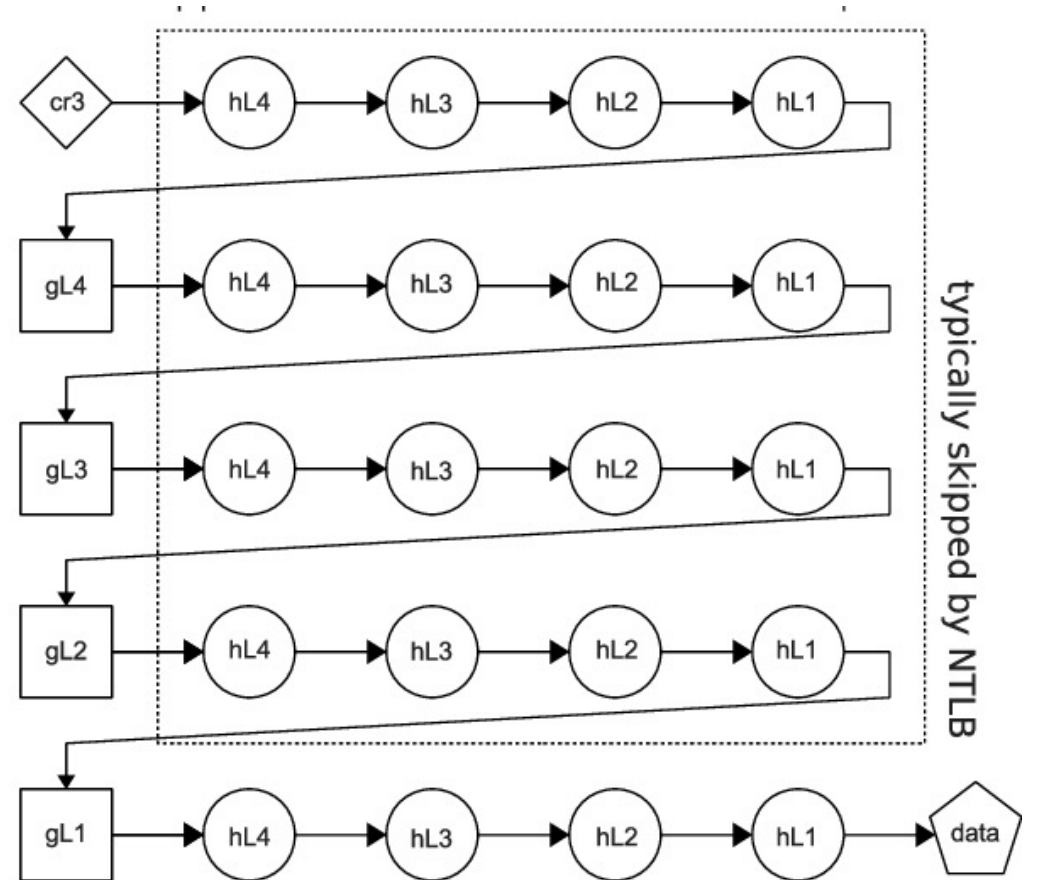 cr3 hL4 hL3 hL2 hL1
gL4 hL4 hL3 hL2 hL1
gL3 hL4 hL3 hL2 hL1
gL2 hL4 hL3 hL2 hL1
gL1 hL4 hL3 hL2 hL1 data
typically skipped by NTLB